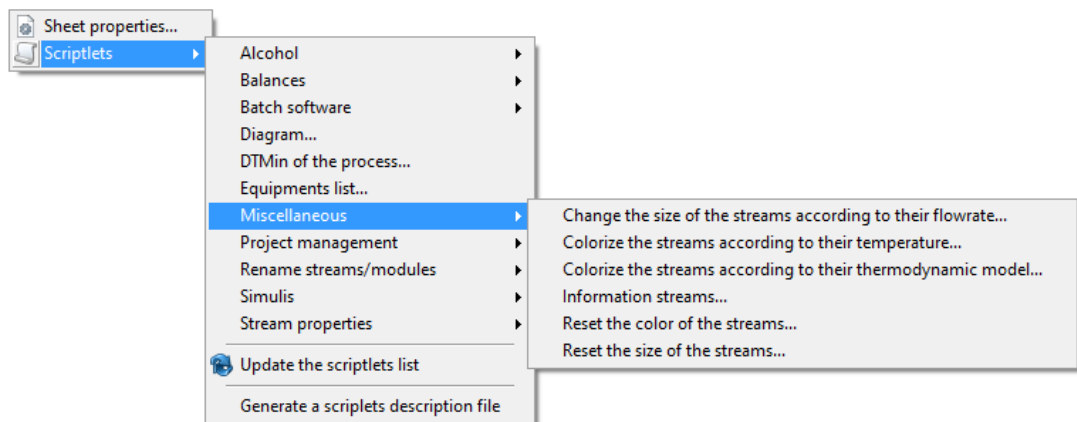 Sheet properties...
Scriptlets
Alcohol
Balances
Batch software
Diagram...
DTMin of the process...
Equipments list...
Miscellaneous
Project management
Rename streams/modules
Simulis
Stream properties
Update the scriptlets list
Generate a scriplets description file
Change the size of the streams according to their flowrate...
Colorize the streams according to their temperature...
Colorize the streams according to their thermodynamic model...
Information streams...
Reset the color of the streams...
Reset the size of the streams...